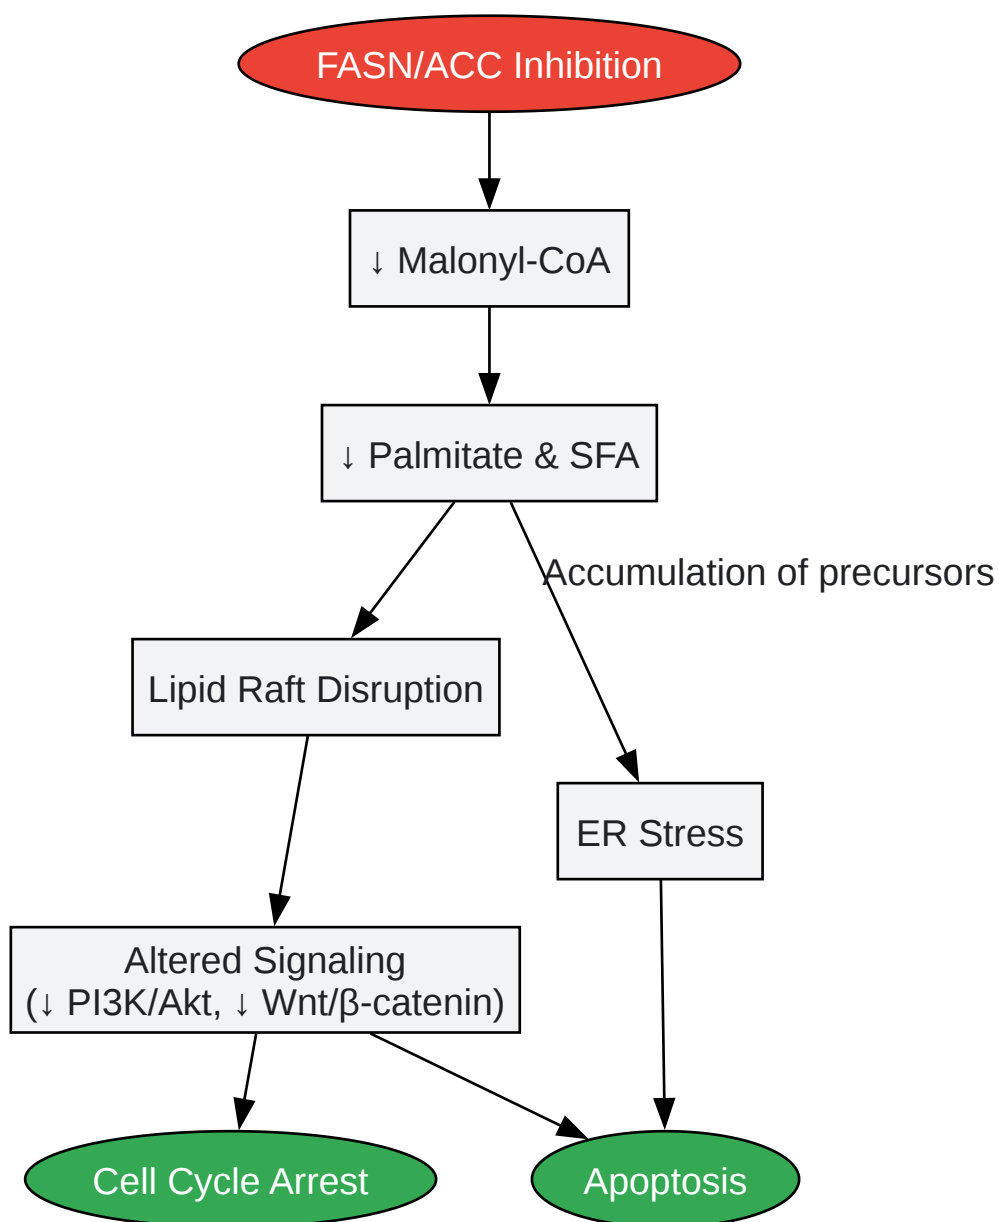 FASN/ACC Inhibition
↓ Malonyl-CoA
↓ Palmitate & SFA
Accumulation of precursors
Lipid Raft Disruption
ER Stress
Altered Signaling
(↓ PI3K/Akt, ↓ Wnt/β-catenin)
Cell Cycle Arrest
Apoptosis